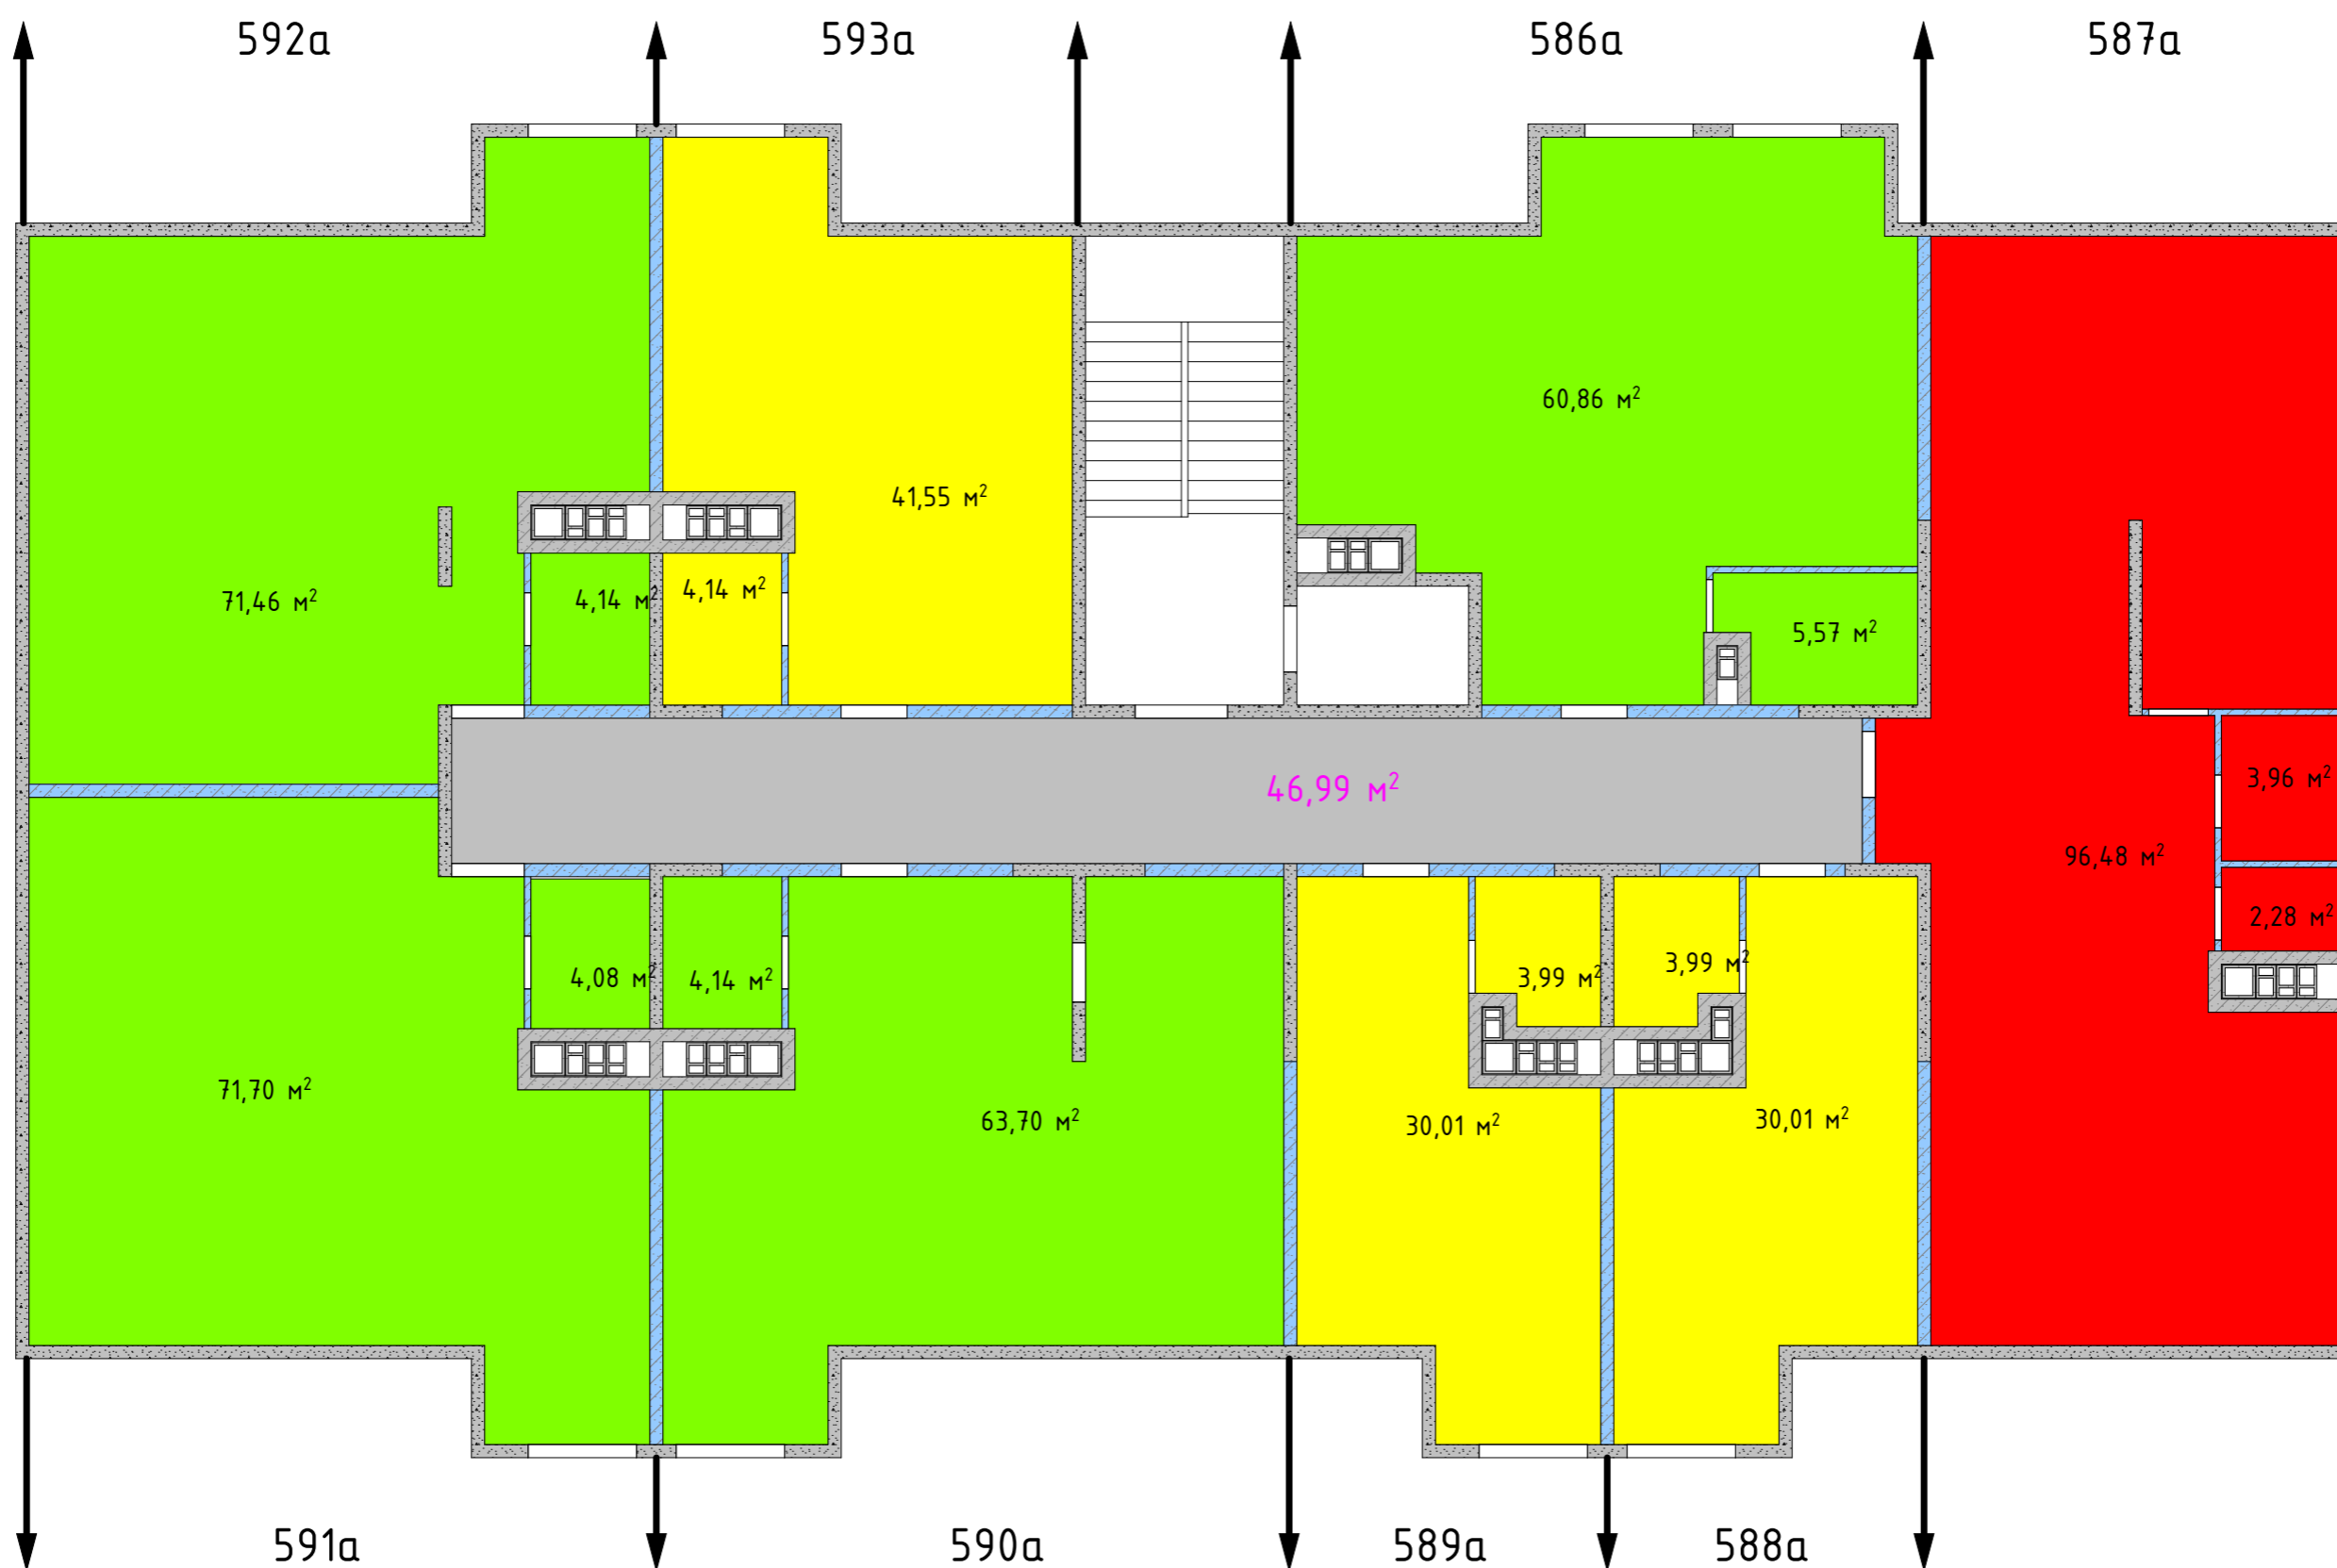 592а 593а 586а 587а
60,86 м²
41,55 м²
71,46 м² 4,14 м² 4,14 м²
5,57 м²
46,99 м² 3,96 м²
96,48 м²
2,28 м²
4,08 м² 4,14 м² 3,99 м² 3,99 м²
71,70 м² 63,70 м² 30,01 м² 30,01 м²
591а 590а 589а 588а